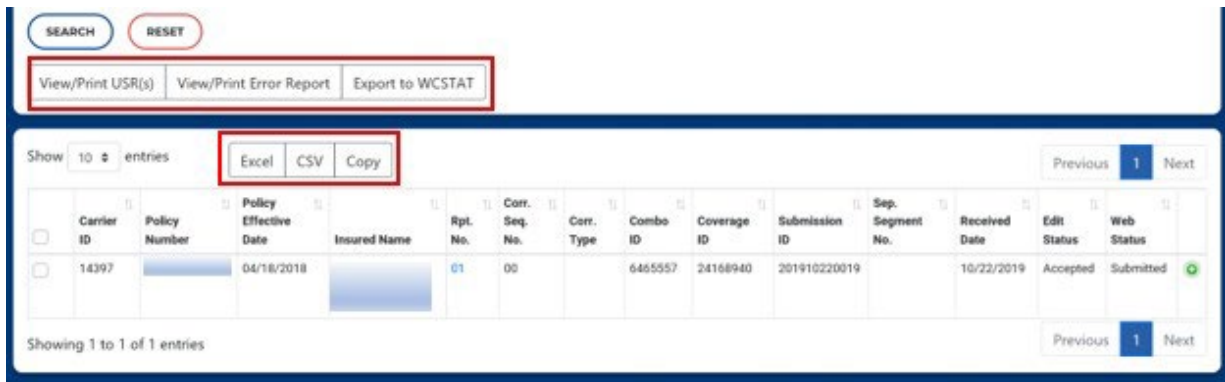 SEARCH RESET
View/Print USR(s) View/Print Error Report Export to WCSTAT
Show 10 entries Excel CSV Copy Previous 1 Next
Carrier ID Policy Number Policy Effective Date Insured Name Rpt. No. Corr. Seq. No. Corr. Type Combo ID Coverage ID Submission ID Sep. Segment No. Received Date Edit Status Web Status
14397 04/18/2018 01 00 6465557 24168940 201910220019 10/22/2019 Accepted Submitted
Showing 1 to 1 of 1 entries Previous 1 Next